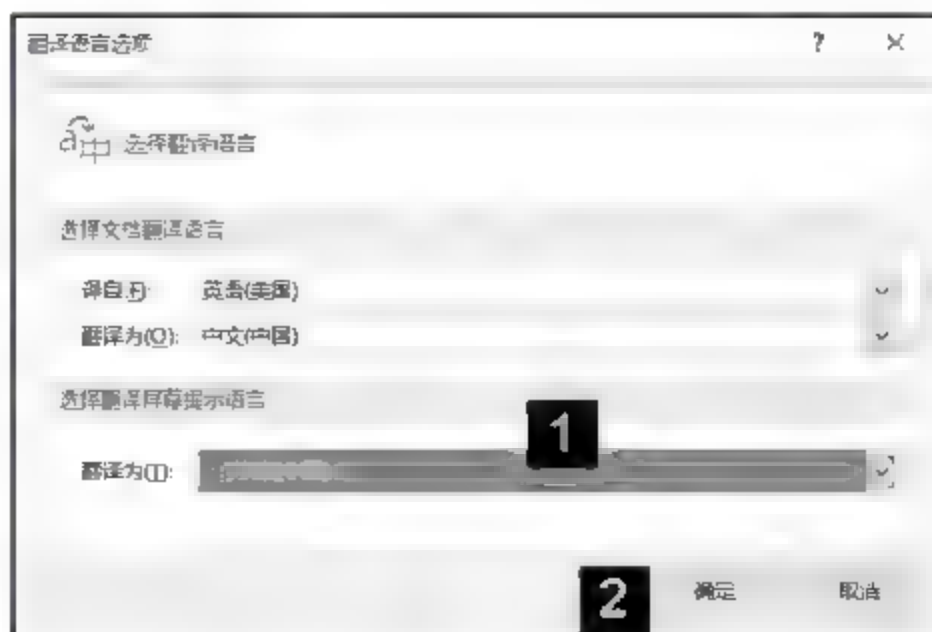 翻译语言选项
选择翻译语言
选择文档翻译语言
译自(F): 英语(美国)
翻译为(O): 中文(中国)
选择翻译屏幕提示语言
1
翻译为(T):
2 确定 取消